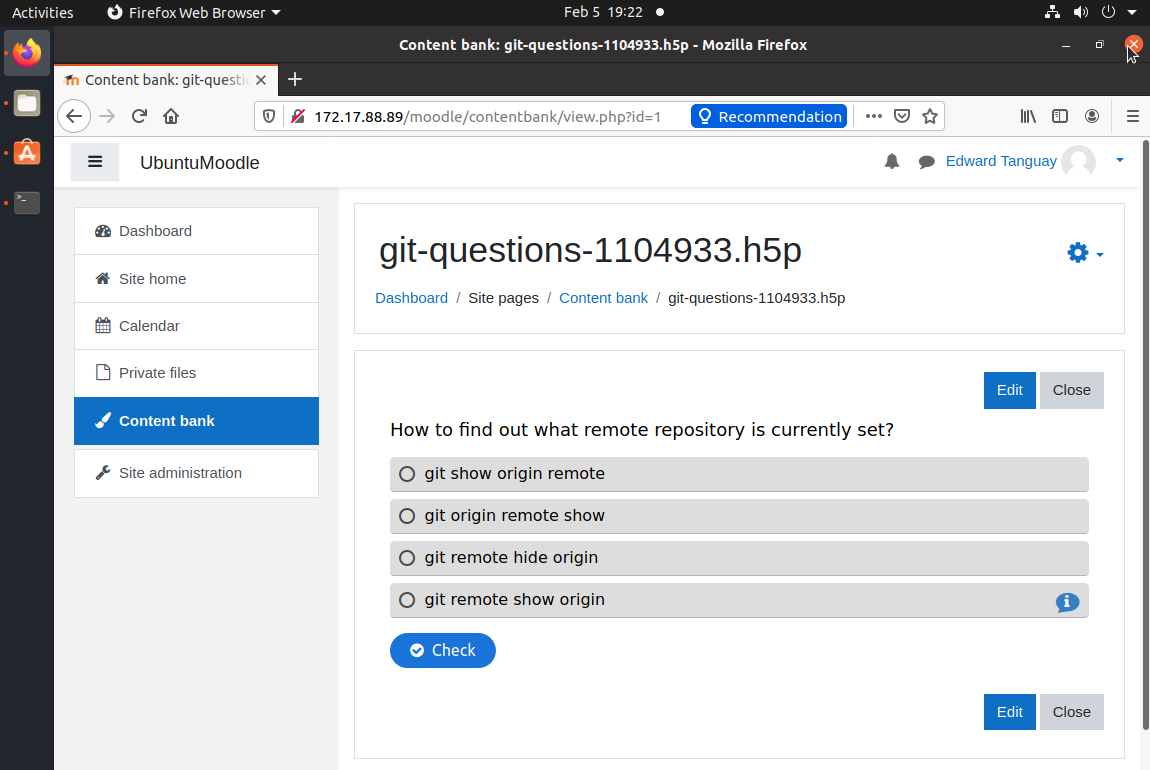 Activities Firefox Web Browser Feb 5 19:22
Content bank: git-questions-1104933.h5p - Mozilla Firefox
Content bank: git-questio
172.17.88.89/moodle/contentbank/view.php?id=1 Recommendation
UbuntuMoodle Edward Tanguay
Dashboard
Site home
Calendar
Private files
Content bank
Site administration
git-questions-1104933.h5p
Dashboard / Site pages / Content bank / git-questions-1104933.h5p
Edit Close
How to find out what remote repository is currently set?
git show origin remote
git origin remote show
git remote hide origin
git remote show origin
Check
Edit Close